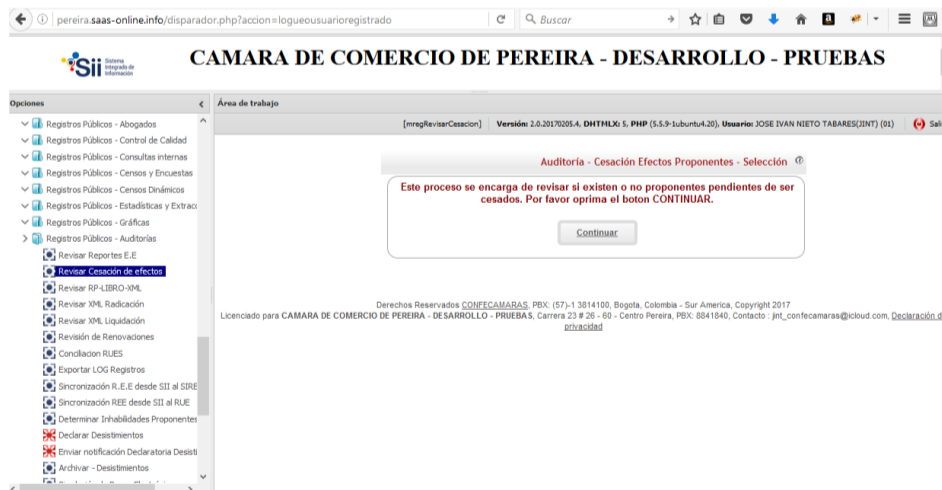 pereira.saas-online.info/disparador.php?accion=logueousuarioregistrado
Buscar
Sii Sistema Integrado de Información
CAMARA DE COMERCIO DE PEREIRA - DESARROLLO - PRUEBAS
Opciones
Área de trabajo
[mregRevisarCesacion] Versión: 2.0.20170205.4, DHTMLX: 5, PHP (5.5.9-1ubuntu4.20), Usuario: JOSE IVAN NIETO TABARES(JINT) (01) Sali
Registros Públicos - Abogados
Registros Públicos - Control de Calidad
Registros Públicos - Consultas internas
Registros Públicos - Censos y Encuestas
Registros Públicos - Censos Dinámicos
Registros Públicos - Estadísticas y Extracc
Registros Públicos - Gráficas
Registros Públicos - Auditorías
Revisar Reportes E.E
Revisar Cesación de efectos
Revisar RP-LIBRO-XML
Revisar XML Radicación
Revisar XML Liquidación
Revisión de Renovaciones
Conciliacion RUES
Exportar LOG Registros
Sincronización R.E.E desde SII al SIRE
Sincronización REE desde SII al RUE
Determinar Inhabilidades Proponentes
Declarar Desistimientos
Enviar notificación Declaratoria Desisti
Archivar - Desistimientos
Auditoría - Cesación Efectos Proponentes - Selección
Este proceso se encarga de revisar si existen o no proponentes pendientes de ser
cesados. Por favor oprima el boton CONTINUAR.
Continuar
Derechos Reservados CONFECAMARAS, PBX: (57)-1 3814100, Bogota, Colombia - Sur America, Copyright 2017
Licenciado para CAMARA DE COMERCIO DE PEREIRA - DESARROLLO - PRUEBAS, Carrera 23 # 26 - 60 - Centro Pereira, PBX: 8841840, Contacto : jint_confecamaras@icloud.com, Declaración d
privacidad